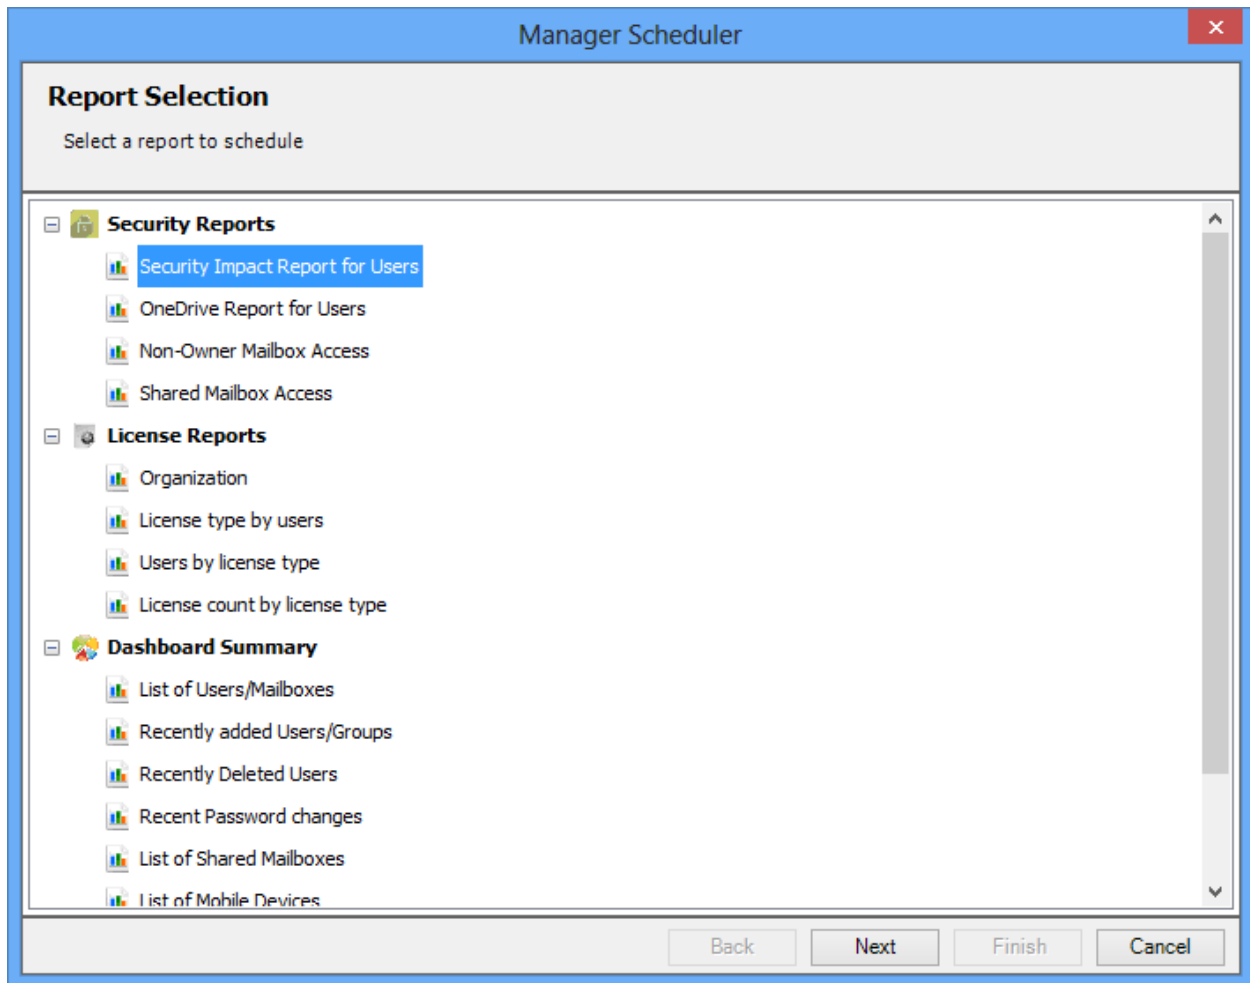 Manager Scheduler
Report Selection
Select a report to schedule
Security Reports
Security Impact Report for Users
OneDrive Report for Users
Non-Owner Mailbox Access
Shared Mailbox Access
License Reports
Organization
License type by users
Users by license type
License count by license type
Dashboard Summary
List of Users/Mailboxes
Recently added Users/Groups
Recently Deleted Users
Recent Password changes
List of Shared Mailboxes
List of Mobile Devices
Back Next Finish Cancel